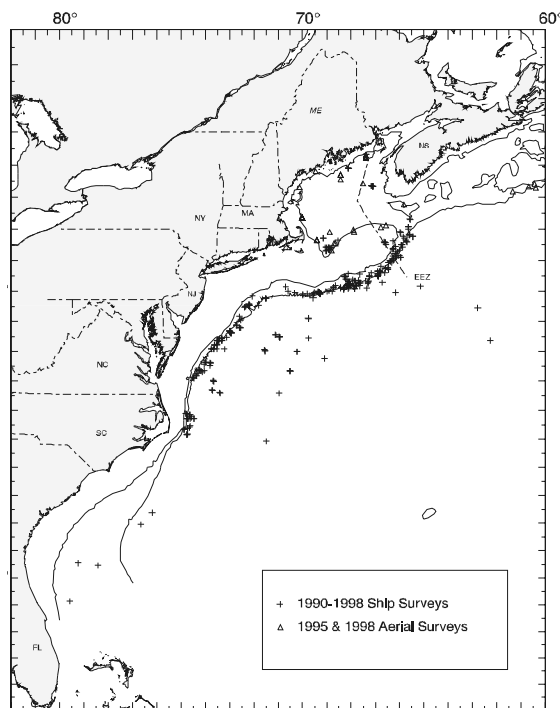 80° 70° 60°
ME
NS
NY MA
EEZ
NJ
NC
SC
+ 1990-1998 Ship Surveys
△ 1995 & 1998 Aerial Surveys
FL